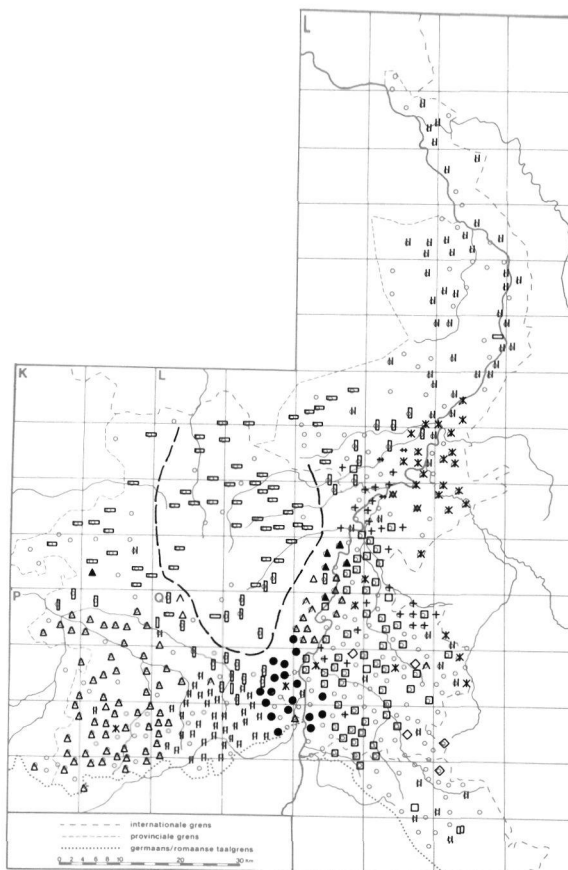 L
K L
P Q
internationale grens
provinciale grens
germaans/romaanse taalgrens
0 2 4 6 8 10 20 30 km